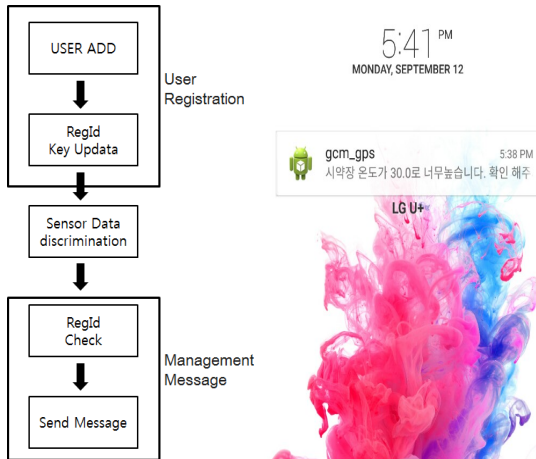 USER ADD
RegId
Key Updata
User
Registration
Sensor Data
discrimination
RegId
Check
Send Message
Management
Message
5:41 PM
MONDAY, SEPTEMBER 12
gcm_gps
5:38 PM
시약장 온도가 30.0로 너무높습니다. 확인 해주
LG U+